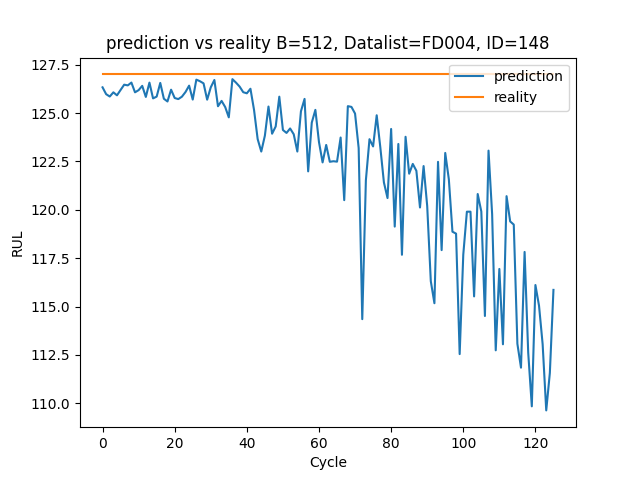 prediction vs reality B=512, Datalist=FD004, ID=148
prediction
reality
127.5
125.0
122.5
120.0
117.5
115.0
112.5
110.0
RUL
0 20 40 60 80 100 120
Cycle